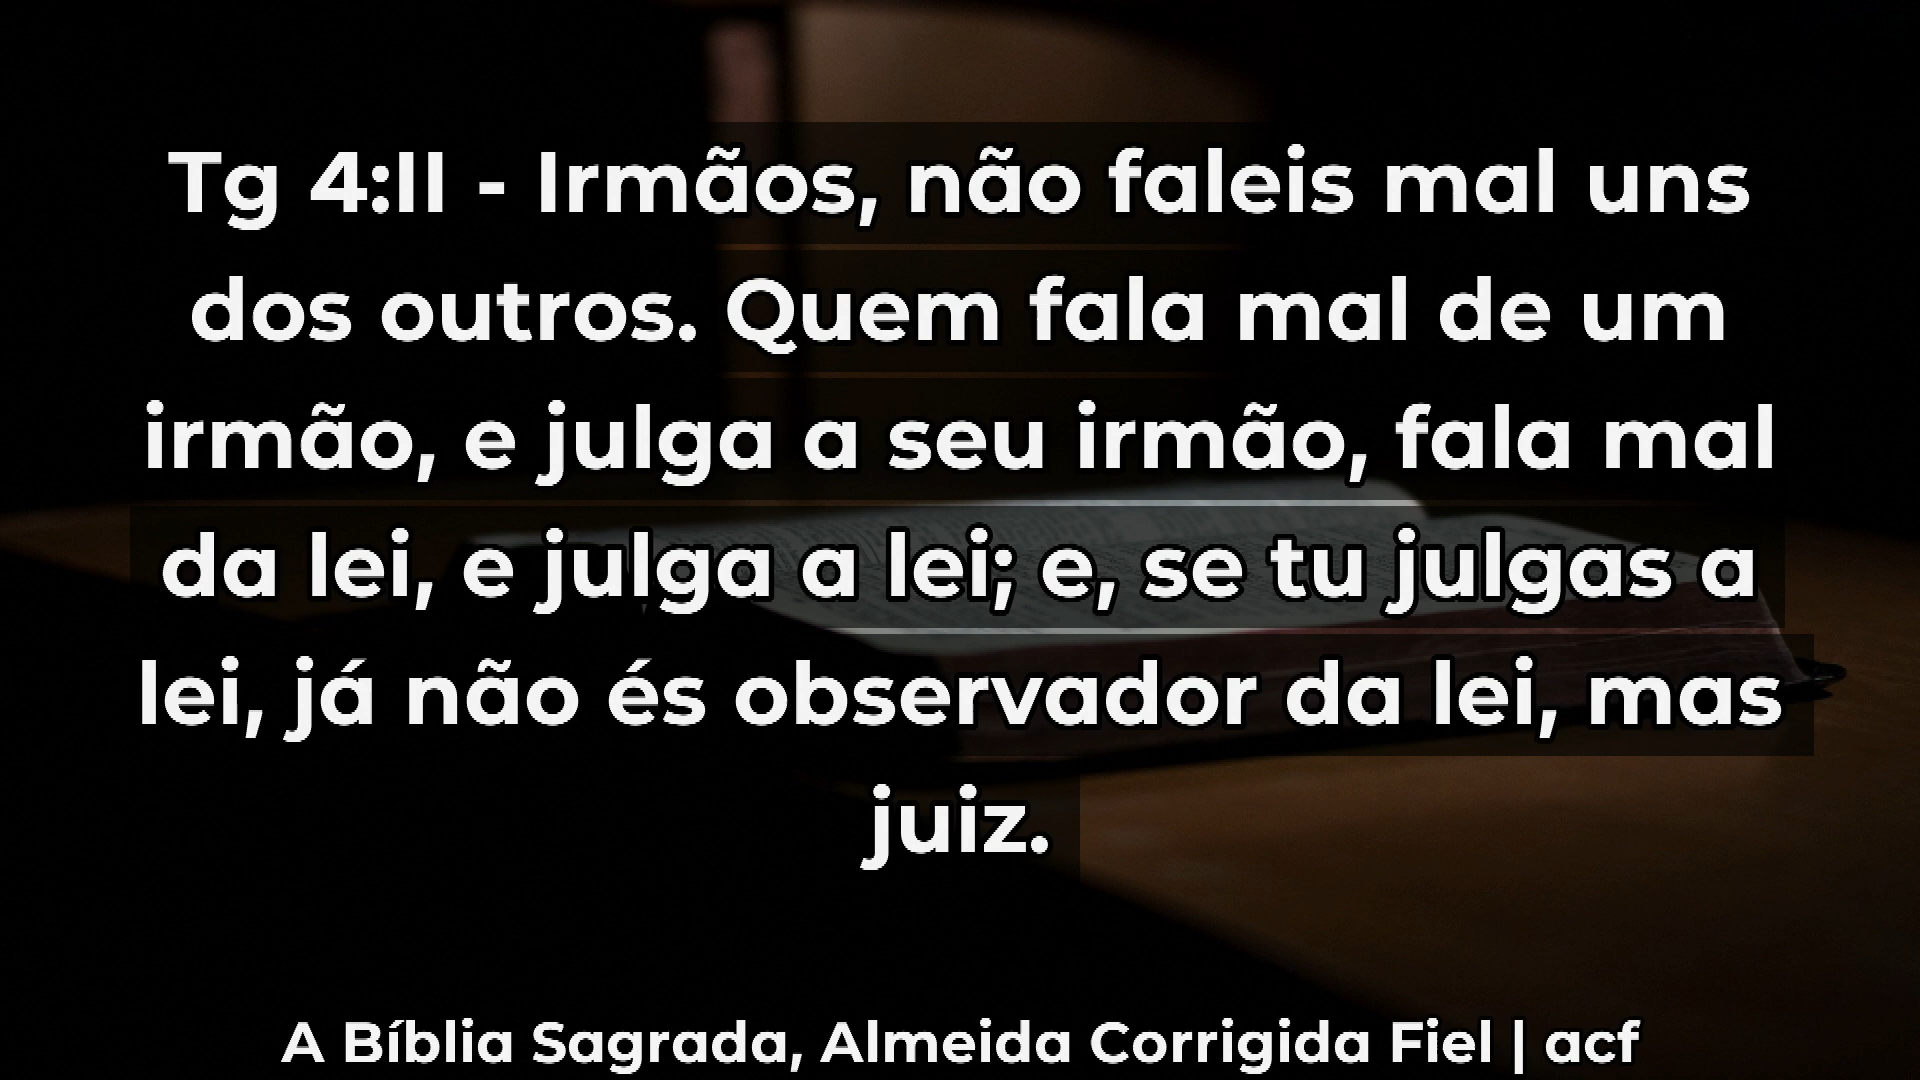 Tg 4:II - Irmãos, não faleis mal uns
dos outros. Quem fala mal de um
irmão, e julga a seu irmão, fala mal
da lei, e julga a lei; e, se tu julgas a
lei, já não és observador da lei, mas
juiz.
A Bíblia Sagrada, Almeida Corrigida Fiel | acf